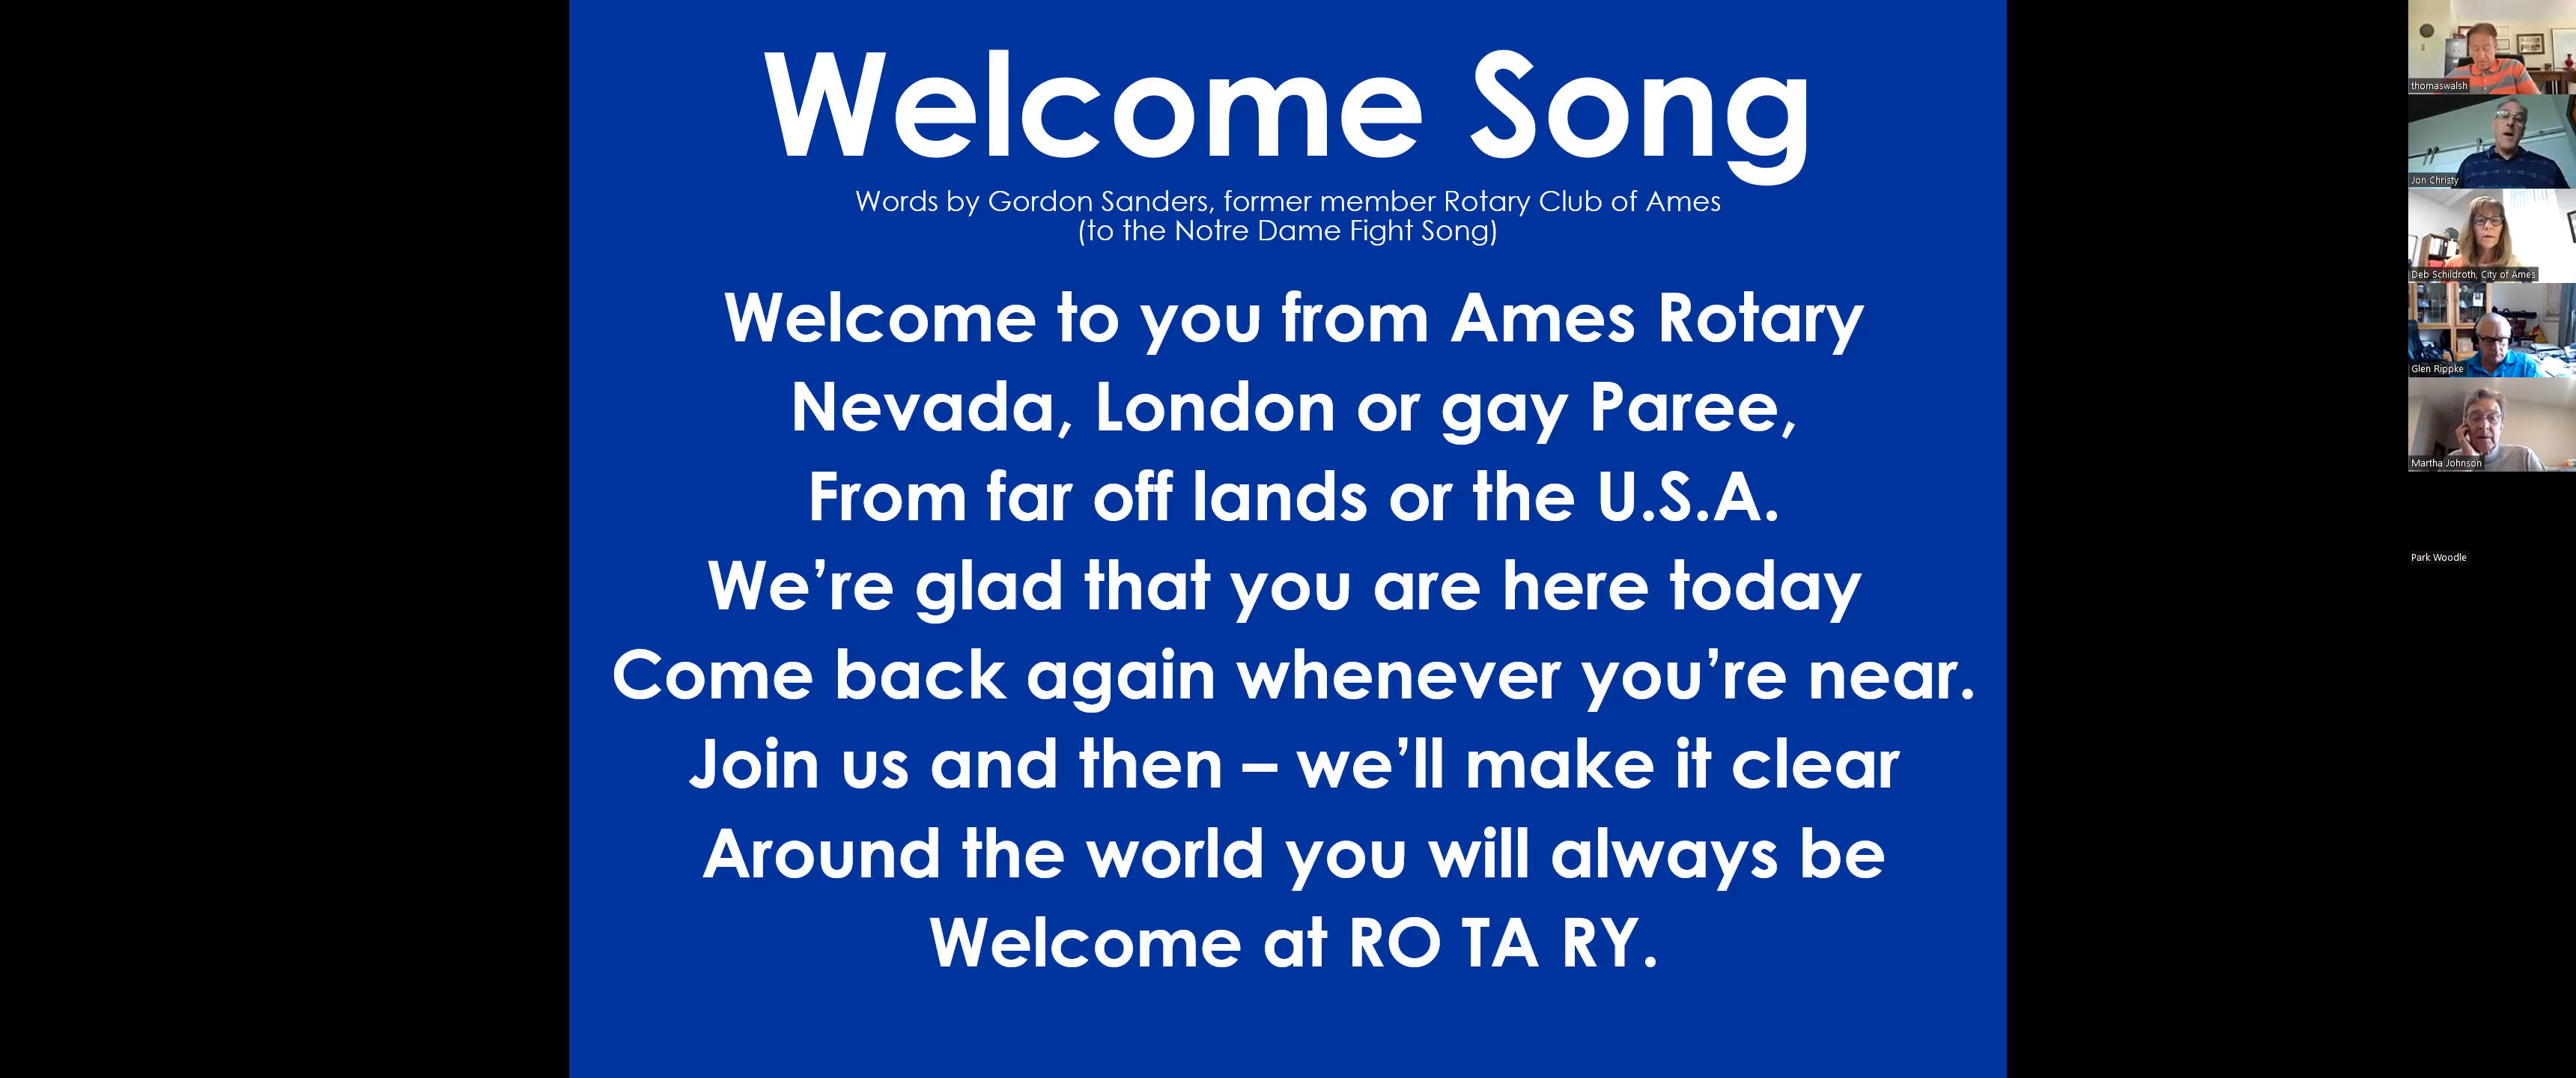 Welcome Song
Words by Gordon Sanders, former member Rotary Club of Ames
(to the Notre Dame Fight Song)
Welcome to you from Ames Rotary
Nevada, London or gay Paree,
From far off lands or the U.S.A.
We’re glad that you are here today
Come back again whenever you’re near.
Join us and then – we’ll make it clear
Around the world you will always be
Welcome at RO TA RY.
thomaswalsh
Jon Christy
Deb Schildroth, City of Ames
Glen Rippke
Martha Johnson
Park Woodle